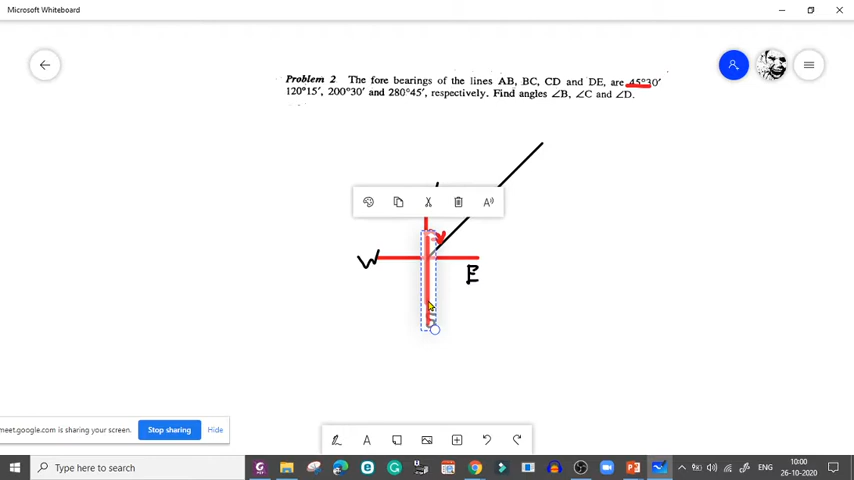 Microsoft Whiteboard
Problem 2 The fore bearings of the lines AB, BC, CD and DE, are 45°30′
120°15′, 200°30′ and 280°45′, respectively. Find angles ∠B, ∠C and ∠D.
W
E
meet.google.com is sharing your screen.
Stop sharing
Hide
A
Type here to search
ENG
10:00
26-10-2020